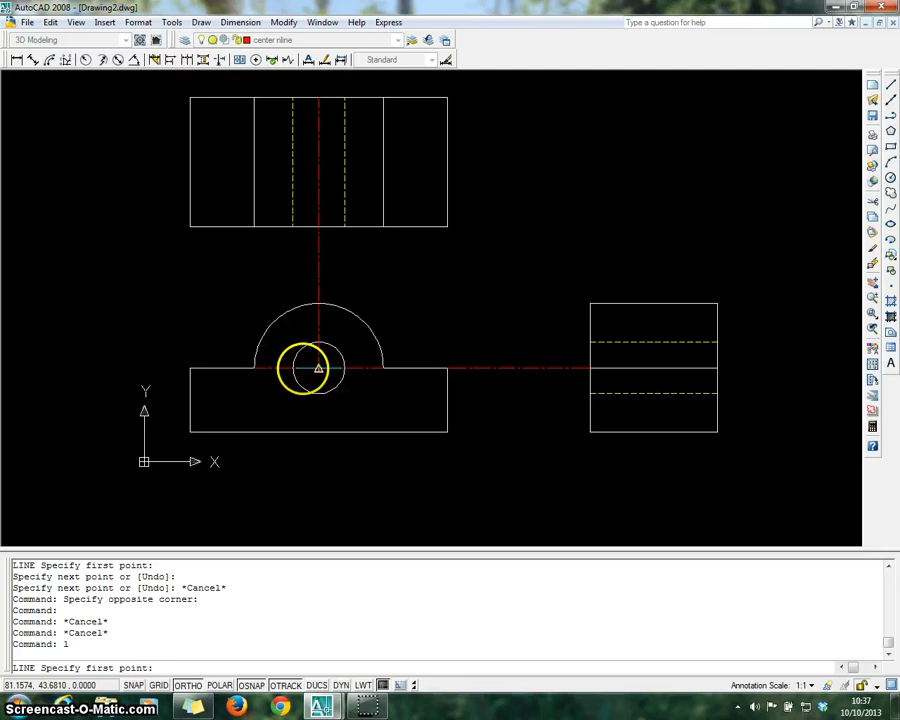 AutoCAD 2008 - [Drawing2.dwg]
File Edit View Insert Format Tools Draw Dimension Modify Window Help Express
Type a question for help
3D Modeling
center nline
Standard
A
Y
X
LINE Specify first point:
Specify next point or [Undo]:
Specify next point or [Undo]: *Cancel*
Command: Specify opposite corner:
Command:
Command: *Cancel*
Command: *Cancel*
Command: l
LINE Specify first point:
81.1574, 43.6810 , 0.0000 SNAP GRID ORTHO POLAR OSNAP OTRACK DUCS DYN LWT
Annotation Scale: 1:1
Screencast-O-Matic.com
10:37
10/10/2013